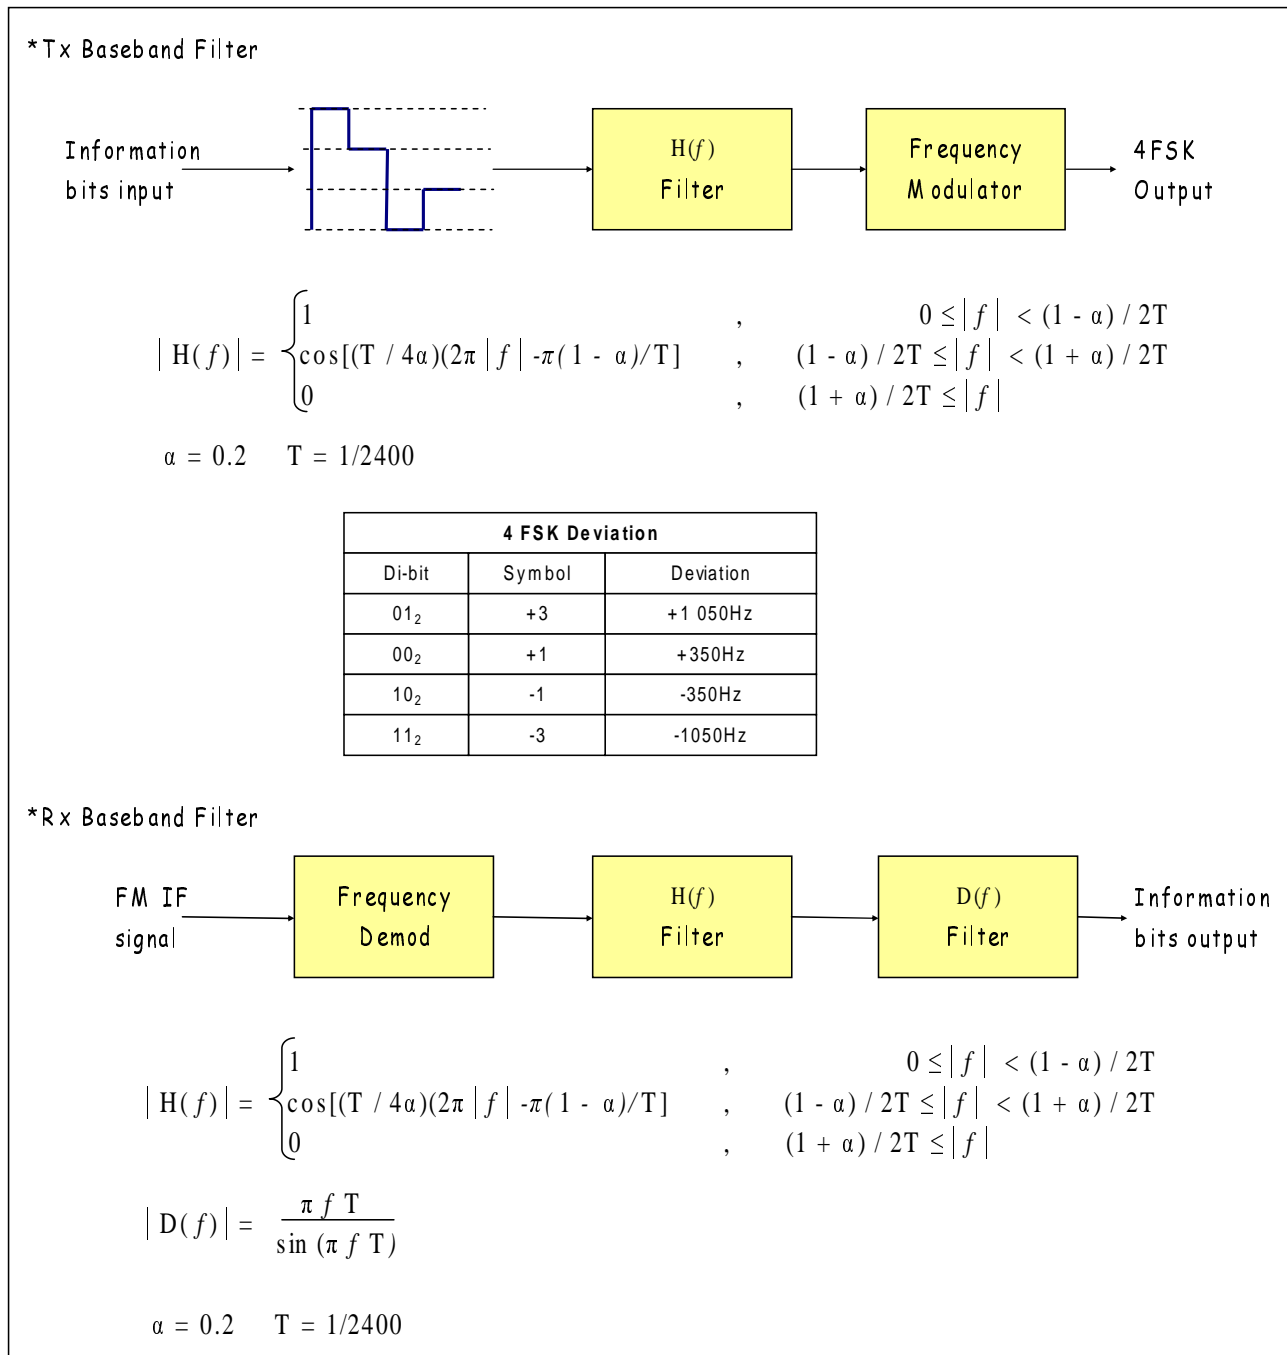 *Tx Baseband Filter
Information bits input
H(f) Filter
Frequency Modulator
4FSK Output
| H(f) | = { 1 , 0 ≤ | f | < (1 - α) / 2T
cos[(T / 4α)(2π | f | -π(1 - α)/T] , (1 - α) / 2T ≤ | f | < (1 + α) / 2T
0 , (1 + α) / 2T ≤ | f |
α = 0.2 T = 1/2400
4 FSK Deviation
Di-bit Symbol Deviation
01₂ +3 +1 050Hz
00₂ +1 +350Hz
10₂ -1 -350Hz
11₂ -3 -1050Hz
*Rx Baseband Filter
FM IF signal
Frequency Demod
H(f) Filter
D(f) Filter
Information bits output
| H(f) | = { 1 , 0 ≤ | f | < (1 - α) / 2T
cos[(T / 4α)(2π | f | -π(1 - α)/T] , (1 - α) / 2T ≤ | f | < (1 + α) / 2T
0 , (1 + α) / 2T ≤ | f |
| D(f) | = π f T / sin (π f T)
α = 0.2 T = 1/2400